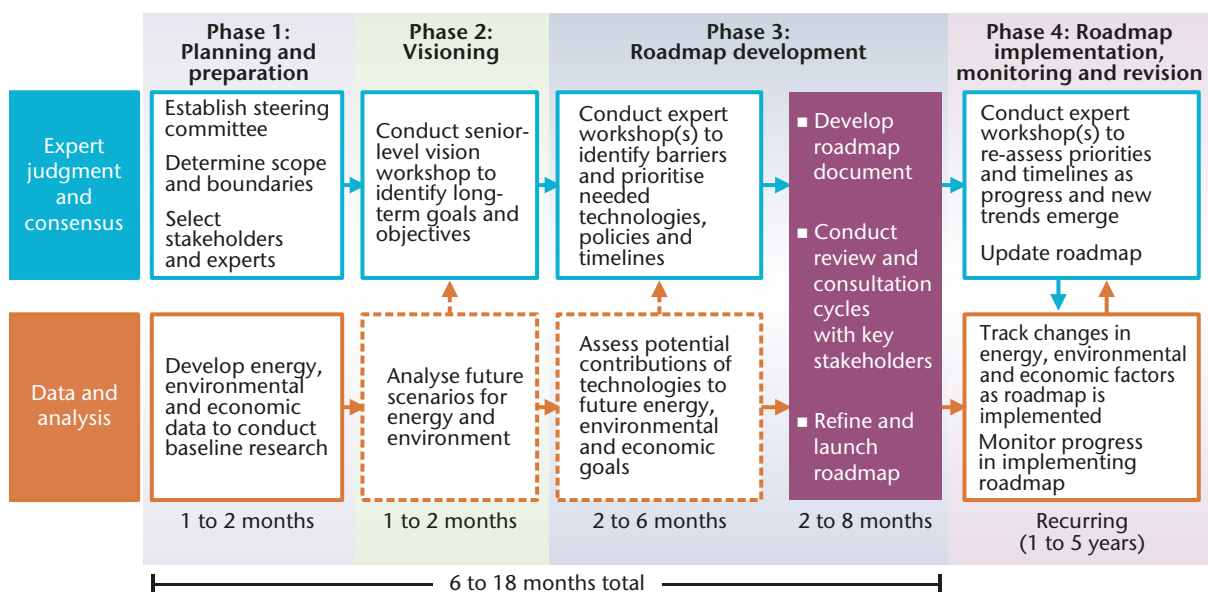 Phase 1:
Planning and
preparation
Phase 2:
Visioning
Phase 3:
Roadmap development
Phase 4: Roadmap
implementation,
monitoring and revision
Expert
judgment
and
consensus
Establish steering
committee
Determine scope
and boundaries
Select
stakeholders
and experts
Conduct senior-
level vision
workshop to
identify long-
term goals and
objectives
Conduct expert
workshop(s) to
identify barriers
and prioritise
needed
technologies,
policies and
timelines
■ Develop
roadmap
document
■ Conduct
review and
consultation
cycles
with key
stakeholders
■ Refine and
launch
roadmap
Conduct expert
workshop(s) to
re-assess priorities
and timelines as
progress and new
trends emerge
Update roadmap
Data and
analysis
Develop energy,
environmental
and economic
data to conduct
baseline research
Analyse future
scenarios for
energy and
environment
Assess potential
contributions of
technologies to
future energy,
environmental
and economic
goals
Track changes in
energy, environmental
and economic factors
as roadmap is
implemented
Monitor progress
in implementing
roadmap
1 to 2 months
1 to 2 months
2 to 6 months
2 to 8 months
Recurring
(1 to 5 years)
6 to 18 months total